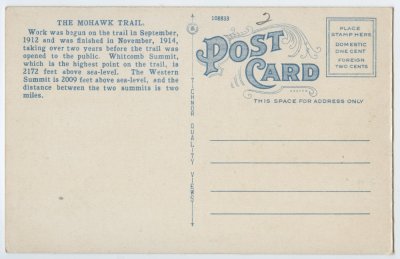 THE MOHAWK TRAIL.
Work was begun on the trail in September,
1912 and was finished in November, 1914,
taking over two years before the trail was
opened to the public. Whitcomb Summit,
which is the highest point on the trail, is
2172 feet above sea-level. The Western
Summit is 2009 feet above sea-level, and the
distance between the two summits is two
miles.
TICHNOR QUALITY VIEWS
108833
2
POST
CARD
THIS SPACE FOR ADDRESS ONLY
PLACE
STAMP HERE
DOMESTIC
ONE CENT
FOREIGN
TWO CENTS